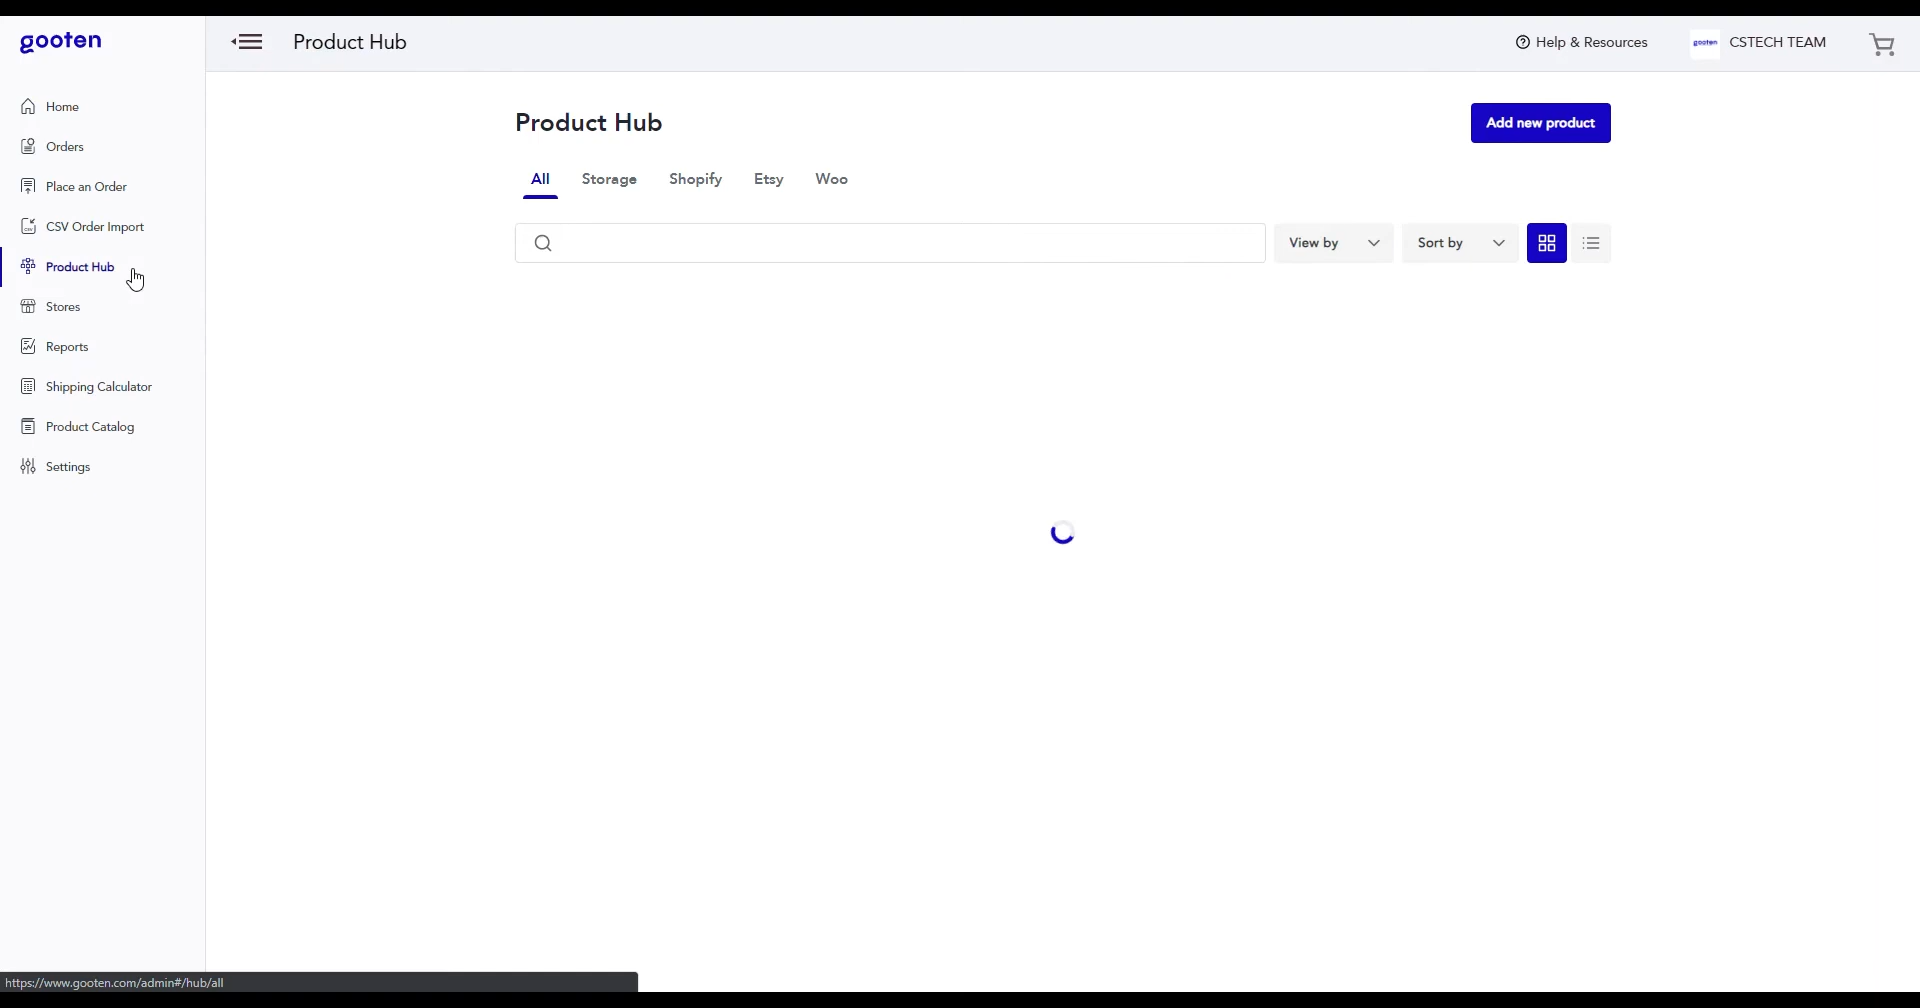 gooten
Product Hub
Help & Resources
gooten
CSTECH TEAM
Home
Orders
Place an Order
CSV Order Import
Product Hub
Stores
Reports
Shipping Calculator
Product Catalog
Settings
Product Hub
Add new product
All
Storage
Shopify
Etsy
Woo
View by
Sort by
https://www.gooten.com/admin#/hub/all